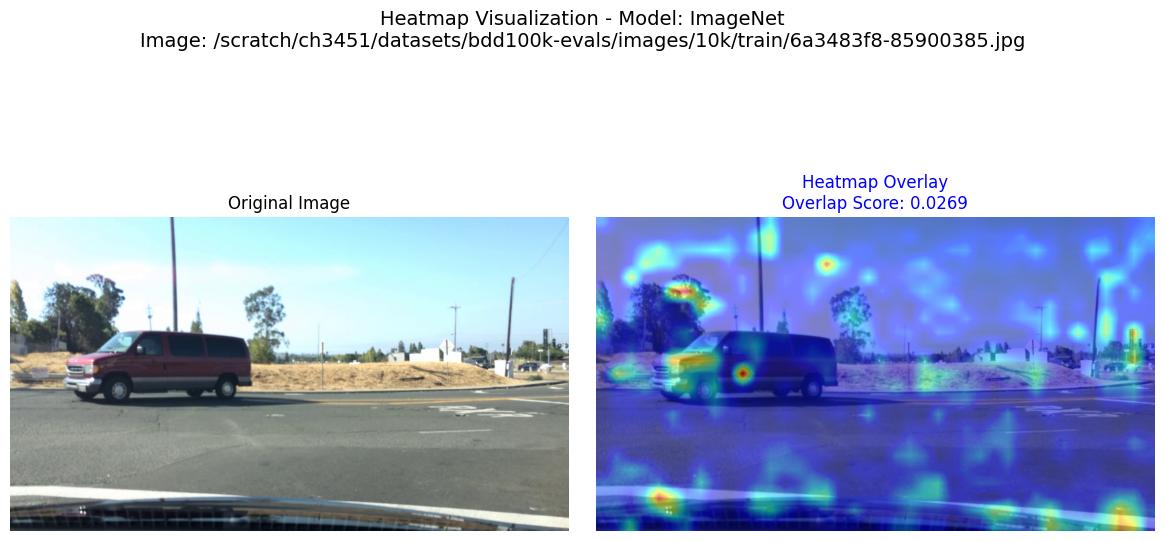 Heatmap Visualization - Model: ImageNet
Image: /scratch/ch3451/datasets/bdd100k-evals/images/10k/train/6a3483f8-85900385.jpg
Original Image
Heatmap Overlay
Overlap Score: 0.0269